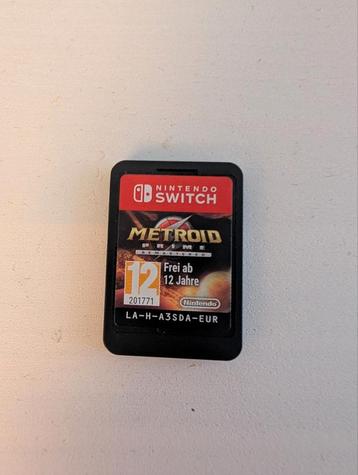 NINTENDO
SWITCH
METROID
PRIME
REMASTERED
12
201771
Frei ab
12 Jahre
Nintendo
LA-H-A3SDA-EUR